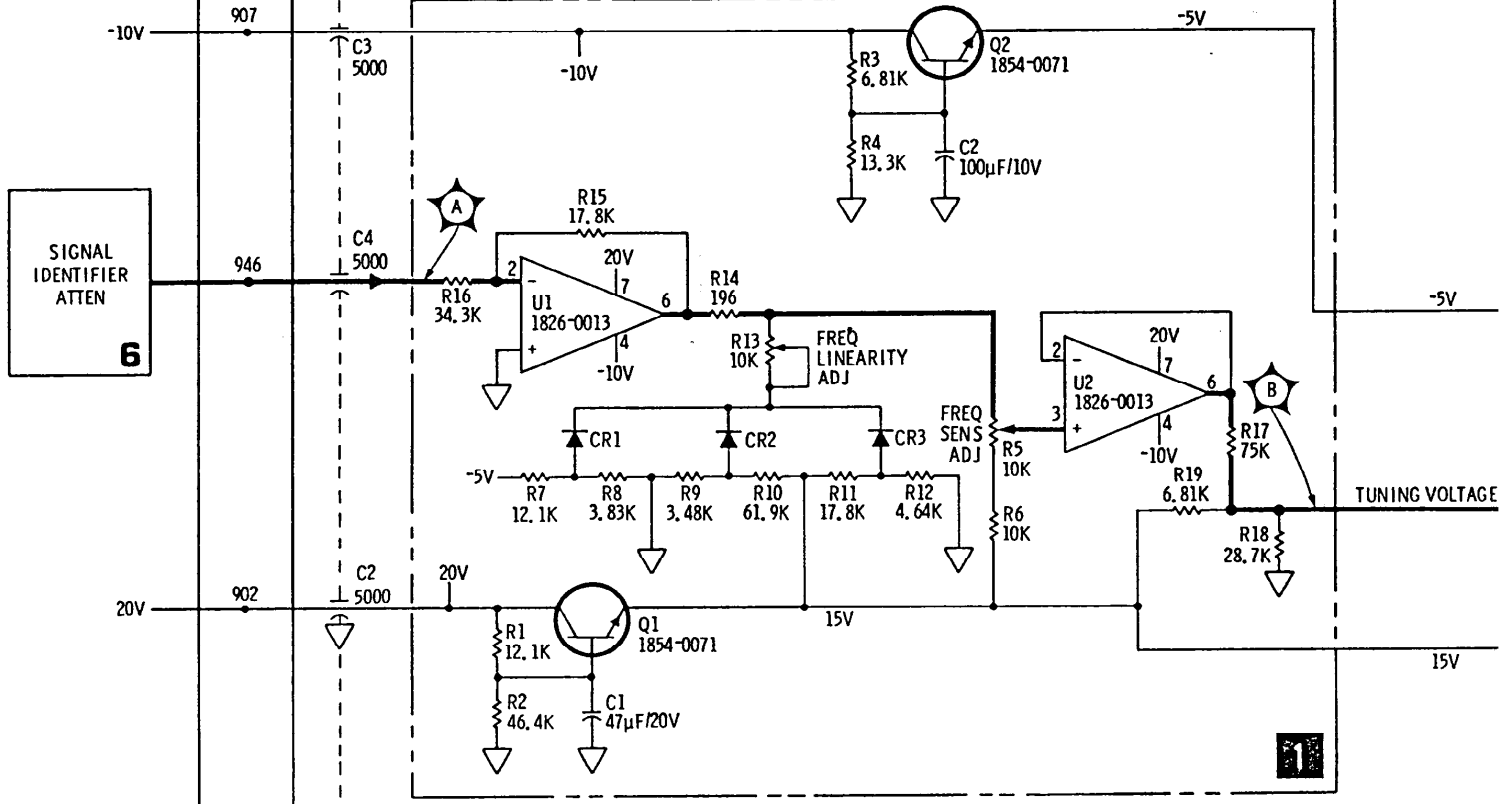 907
-10V
C3
5000
-10V
R3
6.81K
Q2
1854-0071
-5V
R4
13.3K
C2
100µF/10V
SIGNAL
IDENTIFIER
ATTEN
6
946
C4
5000
A
R16
34.3K
R15
17.8K
2
-
+
U1
1826-0013
20V
7
6
4
-10V
R14
196
R13
10K
FREQ
LINEARITY
ADJ
CR1
CR2
CR3
-5V
R7
12.1K
R8
3.83K
R9
3.48K
R10
61.9K
R11
17.8K
R12
4.64K
FREQ
SENS
ADJ
R5
10K
R6
10K
2
-
3
+
U2
1826-0013
20V
7
6
4
-10V
B
R17
75K
R19
6.81K
R18
28.7K
-5V
TUNING VOLTAGE
902
20V
C2
5000
20V
R1
12.1K
R2
46.4K
C1
47µF/20V
Q1
1854-0071
15V
15V
1